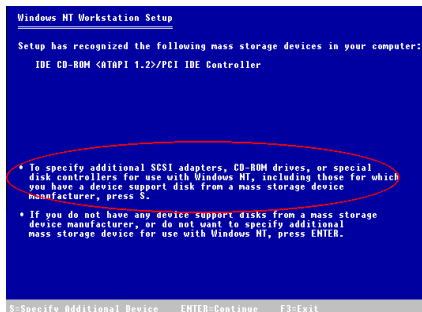 Windows NT Workstation Setup
Setup has recognized the following mass storage devices in your computer:
IDE CD-ROM <ATAPI 1.2>/PCI IDE Controller
• To specify additional SCSI adapters, CD-ROM drives, or special
disk controllers for use with Windows NT, including those for which
you have a device support disk from a mass storage device
manufacturer, press S.
• If you do not have any device support disks from a mass storage
device manufacturer, or do not want to specify additional
mass storage device for use with Windows NT, press ENTER.
S=Specify Additional Device ENTER=Continue F3=Exit